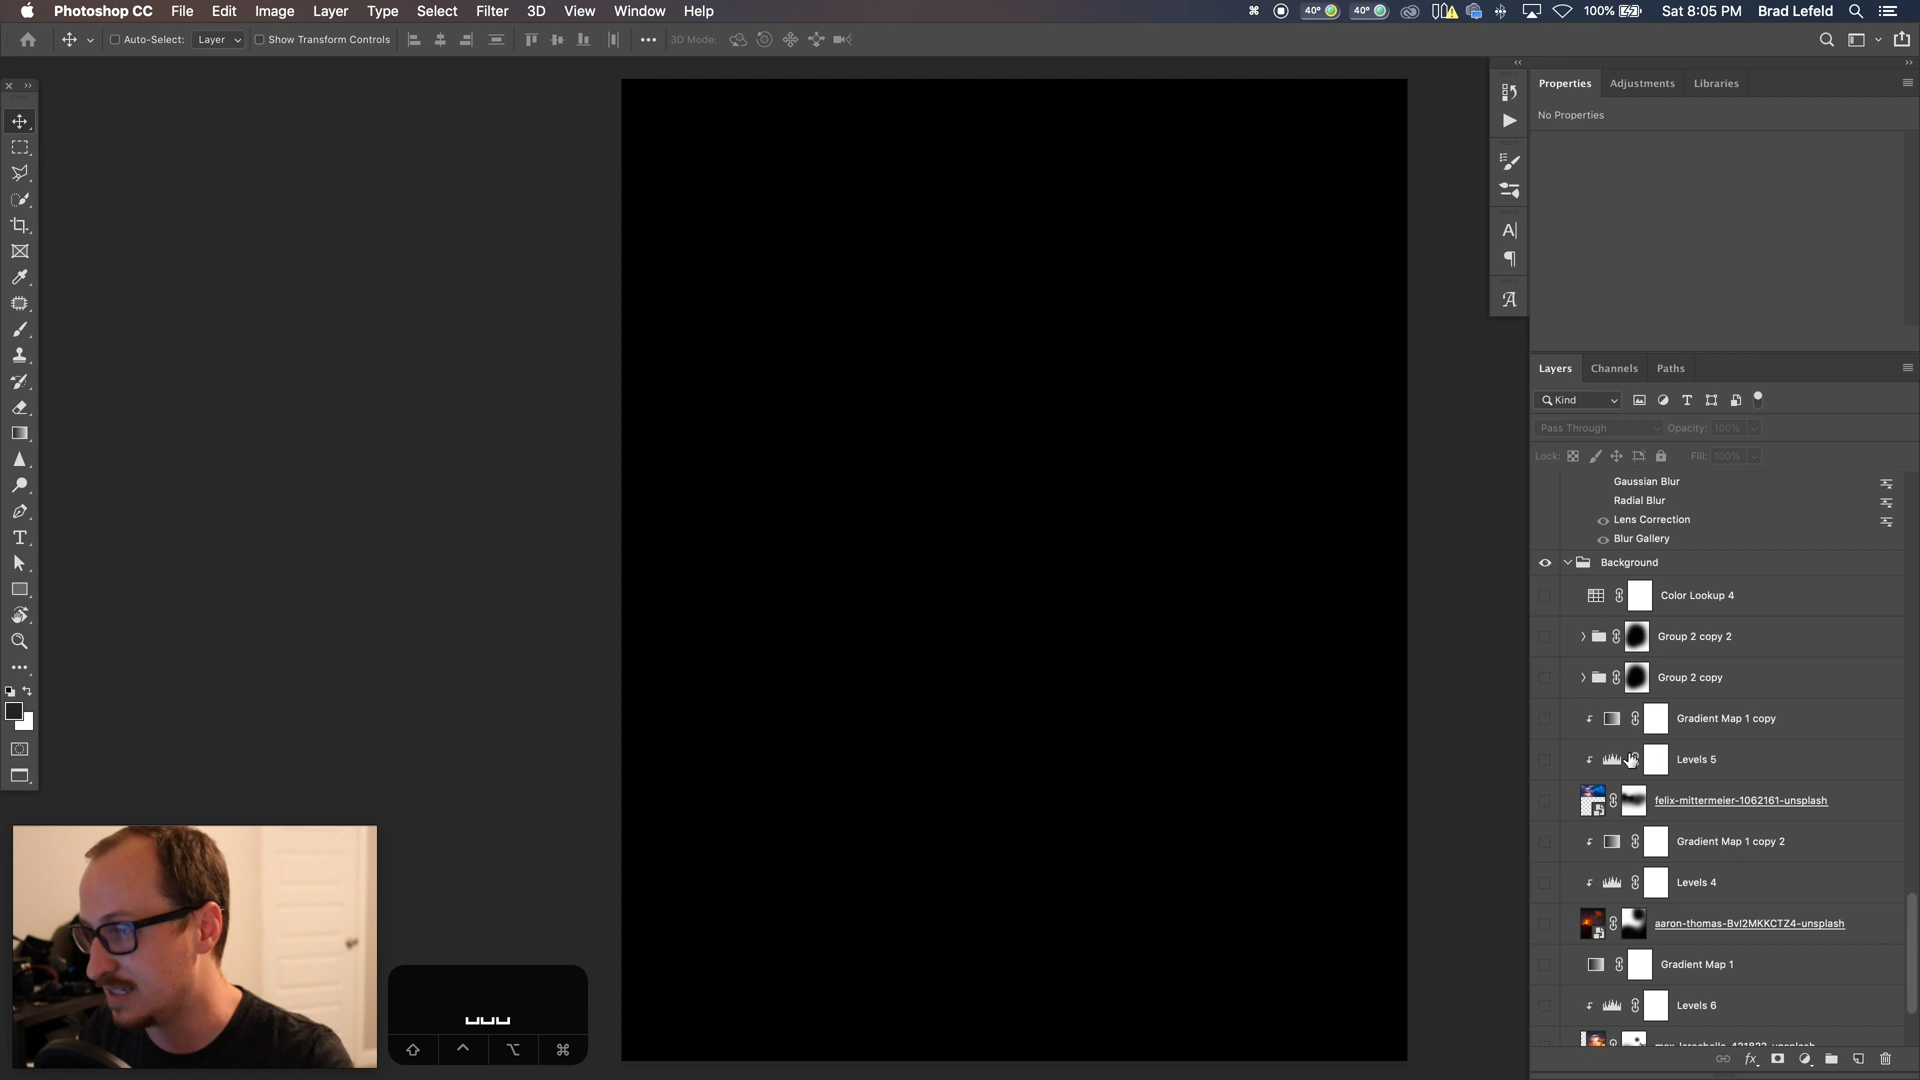 Photoshop CC File Edit Image Layer Type Select Filter 3D View Window Help 40° 40° 100% Sat 8:05 PM Brad Lefeld
Auto-Select: Layer Show Transform Controls 3D Mode:
Properties Adjustments Libraries
No Properties
Layers Channels Paths
Kind
Pass Through Opacity: 100%
Lock: Fill: 100%
Gaussian Blur
Radial Blur
Lens Correction
Blur Gallery
Background
Color Lookup 4
Group 2 copy 2
Group 2 copy
Gradient Map 1 copy
Levels 5
felix-mittermeier-1062161-unsplash
Gradient Map 1 copy 2
Levels 4
aaron-thomas-BvI2MKKCTZ4-unsplash
Gradient Map 1
Levels 6